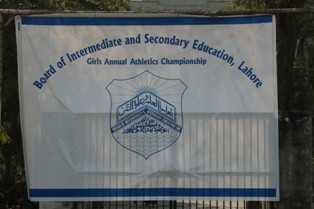 Board of Intermediate and Secondary Education, Lahore
Girls Annual Athletics Championship